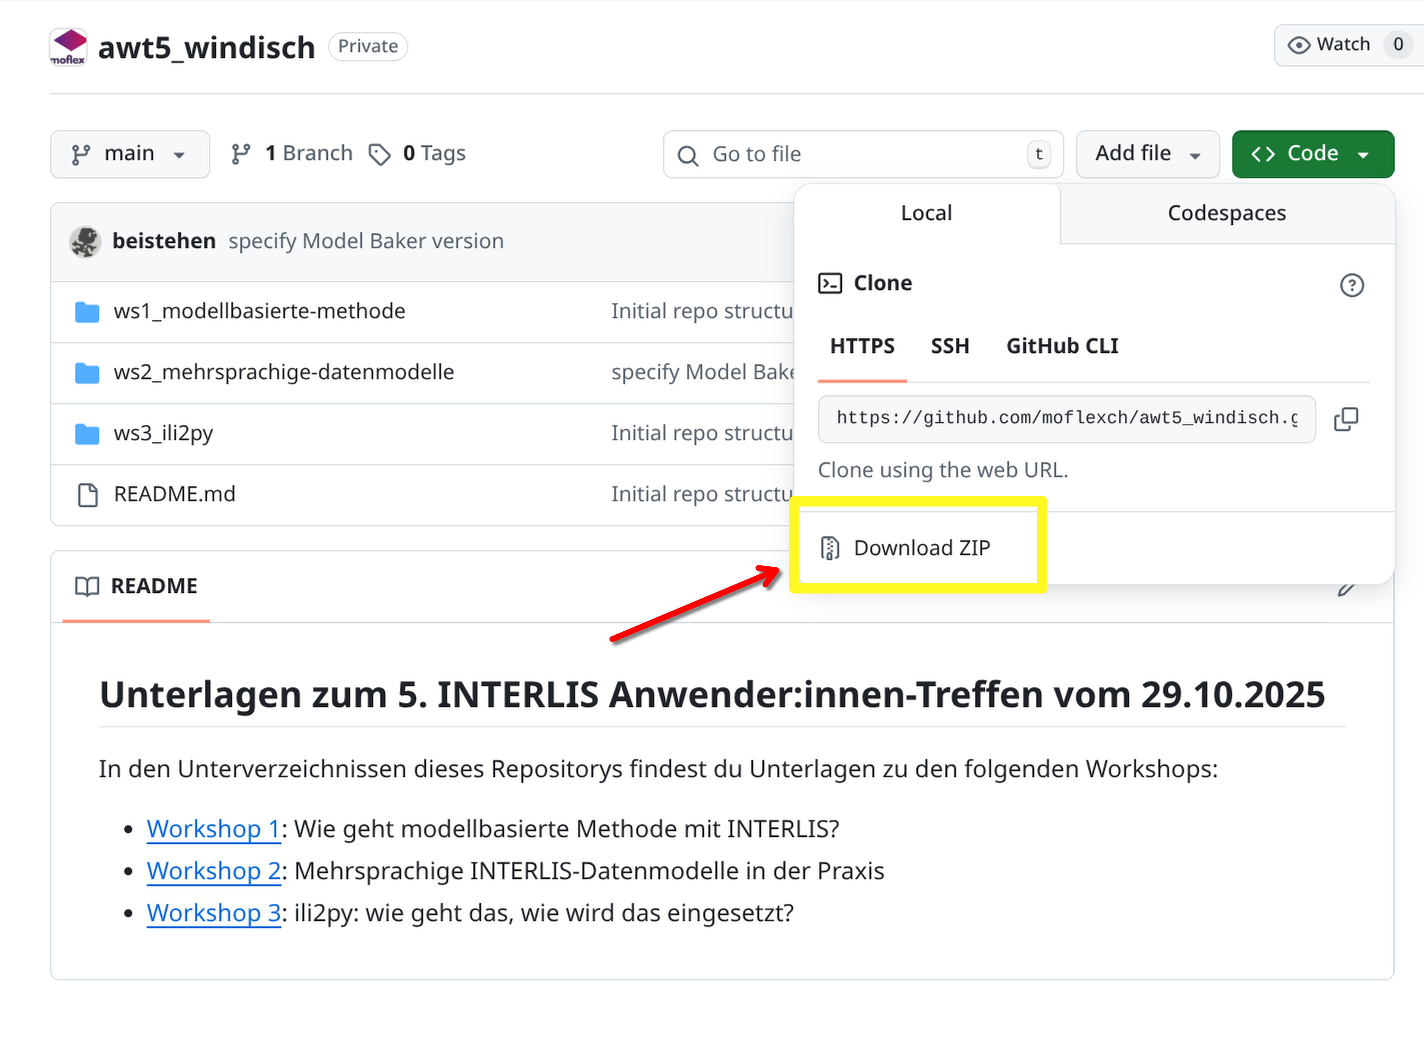 moflex
awt5_windisch Private
Watch 0
main 1 Branch 0 Tags
Go to file t
Add file
Code
Local Codespaces
beistehen specify Model Baker version
Clone
ws1_modellbasierte-methode Initial repo structu
HTTPS SSH GitHub CLI
ws2_mehrsprachige-datenmodelle specify Model Bake
https://github.com/moflexch/awt5_windisch.g
ws3_ili2py Initial repo structu
Clone using the web URL.
README.md Initial repo structu
Download ZIP
README
Unterlagen zum 5. INTERLIS Anwender:innen-Treffen vom 29.10.2025
In den Unterverzeichnissen dieses Repositorys findest du Unterlagen zu den folgenden Workshops:
• Workshop 1: Wie geht modellbasierte Methode mit INTERLIS?
• Workshop 2: Mehrsprachige INTERLIS-Datenmodelle in der Praxis
• Workshop 3: ili2py: wie geht das, wie wird das eingesetzt?